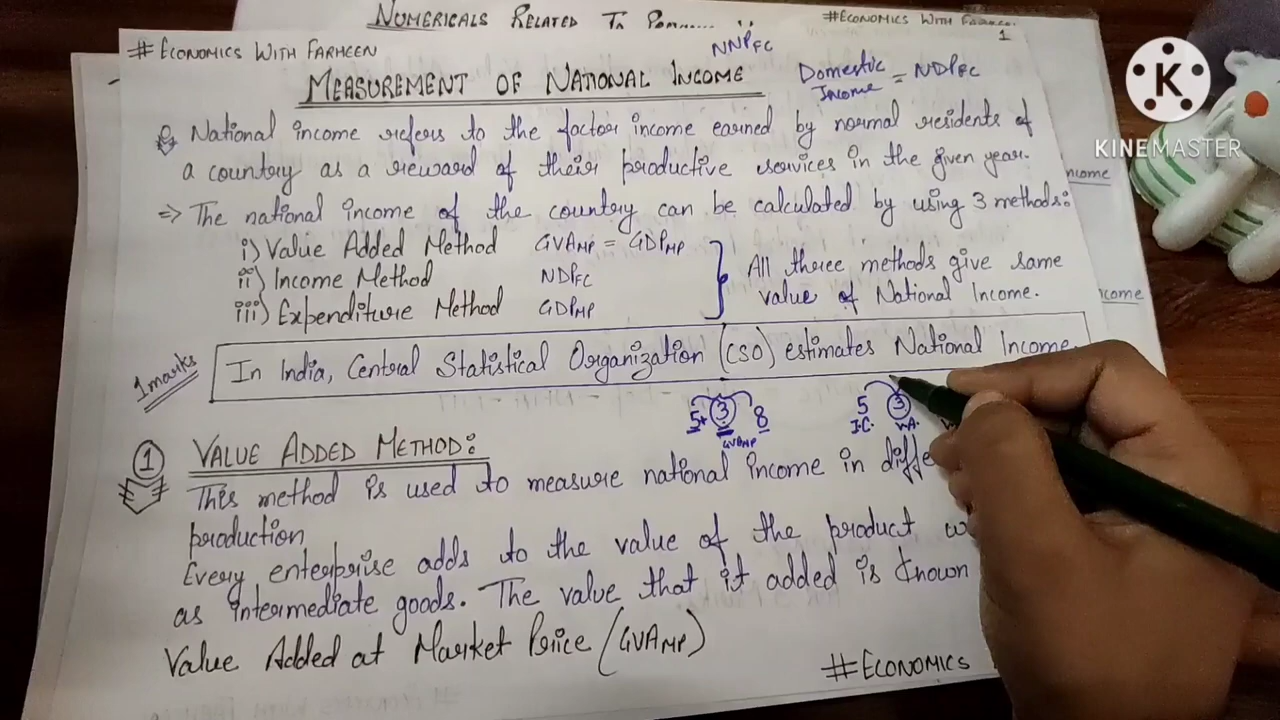 NUMERICALS RELATED TO
#ECONOMICS WITH
#ECONOMICS WITH FARHEEN
1
NNPFC
MEASUREMENT OF NATIONAL INCOME
Domestic Income = NDPFC
KINEMASTER
National income refers to the factor income earned by normal residents of
a country as a reward of their productive services in the given year.
⇒ The national income of the country can be calculated by using 3 methods:
i) Value Added Method GVAMP = GDPMP
ii) Income Method NDPFC
iii) Expenditure Method GDPMP
All three methods give same
value of National Income.
ncome
come
1 marks
In India, Central Statistical Organization (CSO) estimates National Income
5+ 3 8
GVAMP
5 3
I.C. V.A.
1 VALUE ADDED METHOD:
This method is used to measure national income in diffe
production
Every enterprise adds to the value of the product w
as intermediate goods. The value that it added is known
Value Added at Market Price (GVAMP)
#ECONOMICS